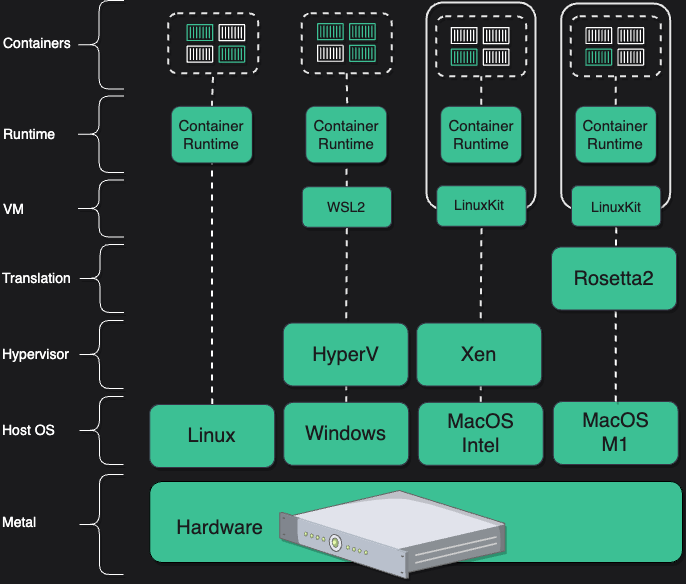 Containers
Container
Runtime
Container
Runtime
Container
Runtime
Container
Runtime
Runtime
VM
WSL2
LinuxKit
LinuxKit
Translation
Rosetta2
Hypervisor
HyperV
Xen
Host OS
Linux
Windows
MacOS
Intel
MacOS
M1
Metal
Hardware